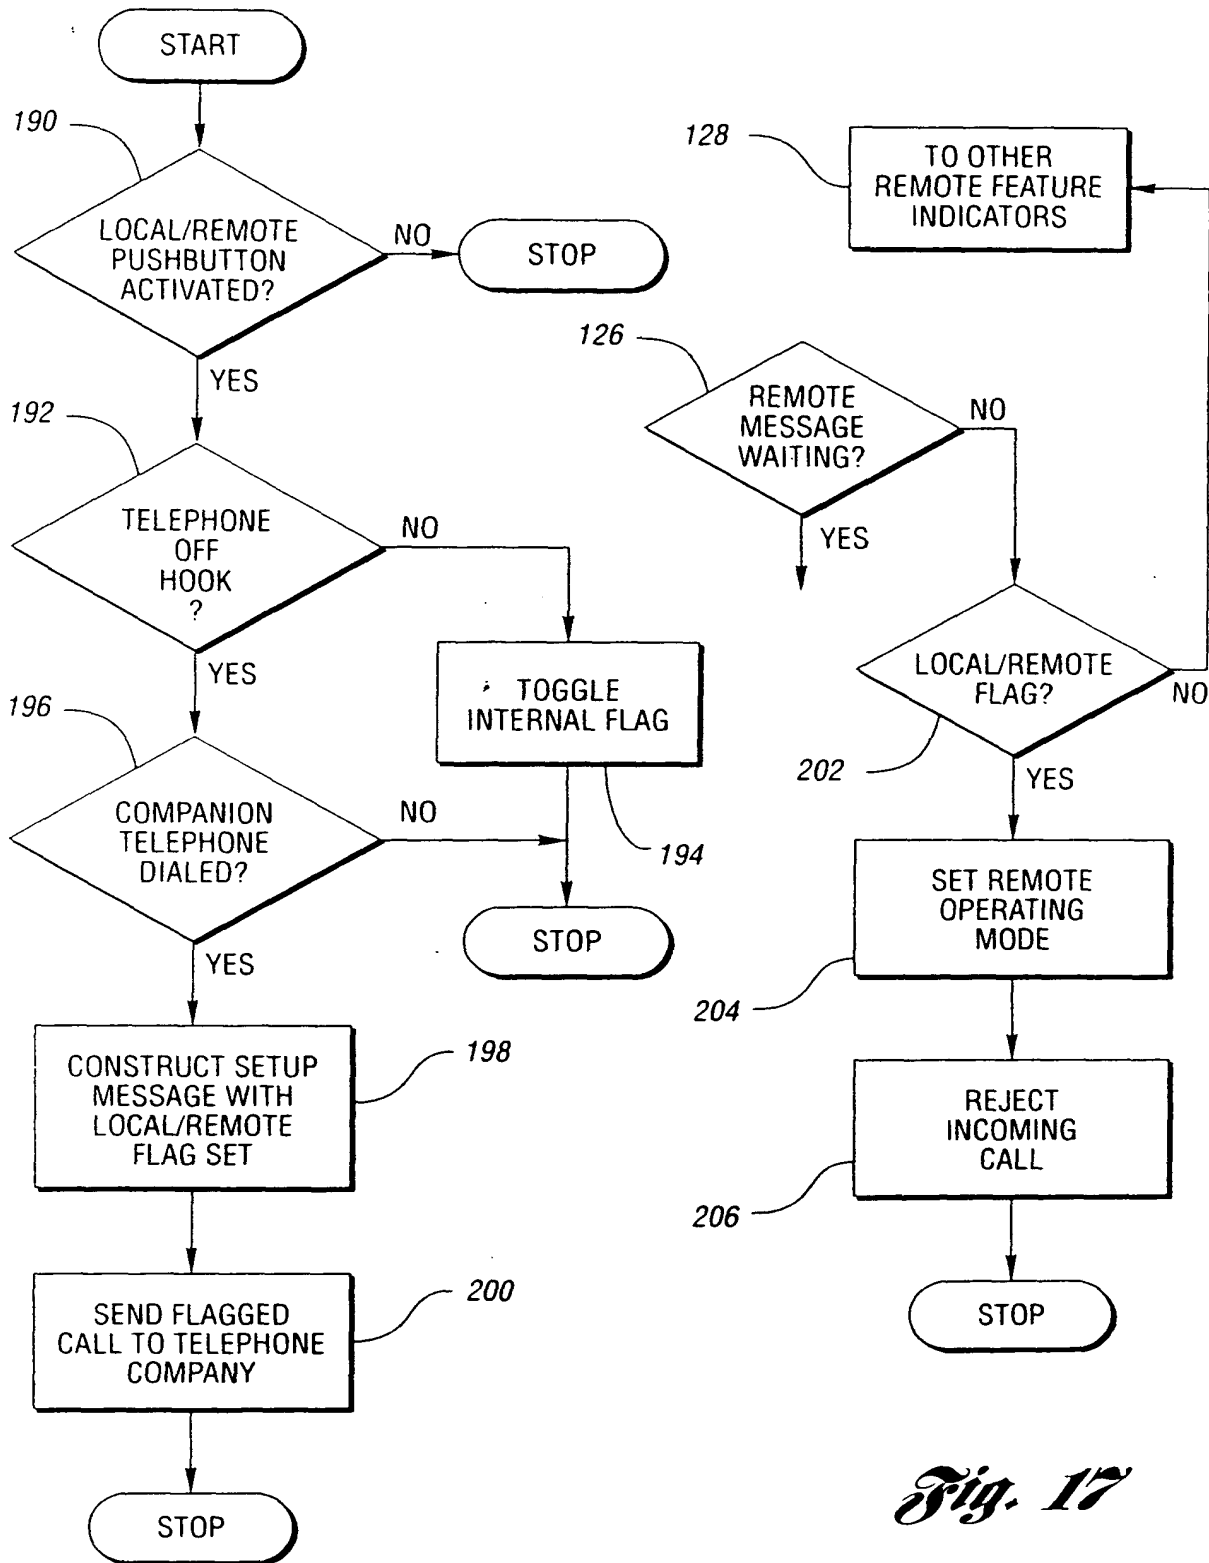 START
190
LOCAL/REMOTE
PUSHBUTTON
ACTIVATED?
NO
STOP
YES
192
TELEPHONE
OFF
HOOK
?
NO
YES
TOGGLE
INTERNAL FLAG
194
196
COMPANION
TELEPHONE
DIALED?
NO
STOP
YES
CONSTRUCT SETUP
MESSAGE WITH
LOCAL/REMOTE
FLAG SET
198
SEND FLAGGED
CALL TO TELEPHONE
COMPANY
200
STOP
128
TO OTHER
REMOTE FEATURE
INDICATORS
126
REMOTE
MESSAGE
WAITING?
NO
YES
LOCAL/REMOTE
FLAG?
NO
202
YES
SET REMOTE
OPERATING
MODE
204
REJECT
INCOMING
CALL
206
STOP
Fig. 17